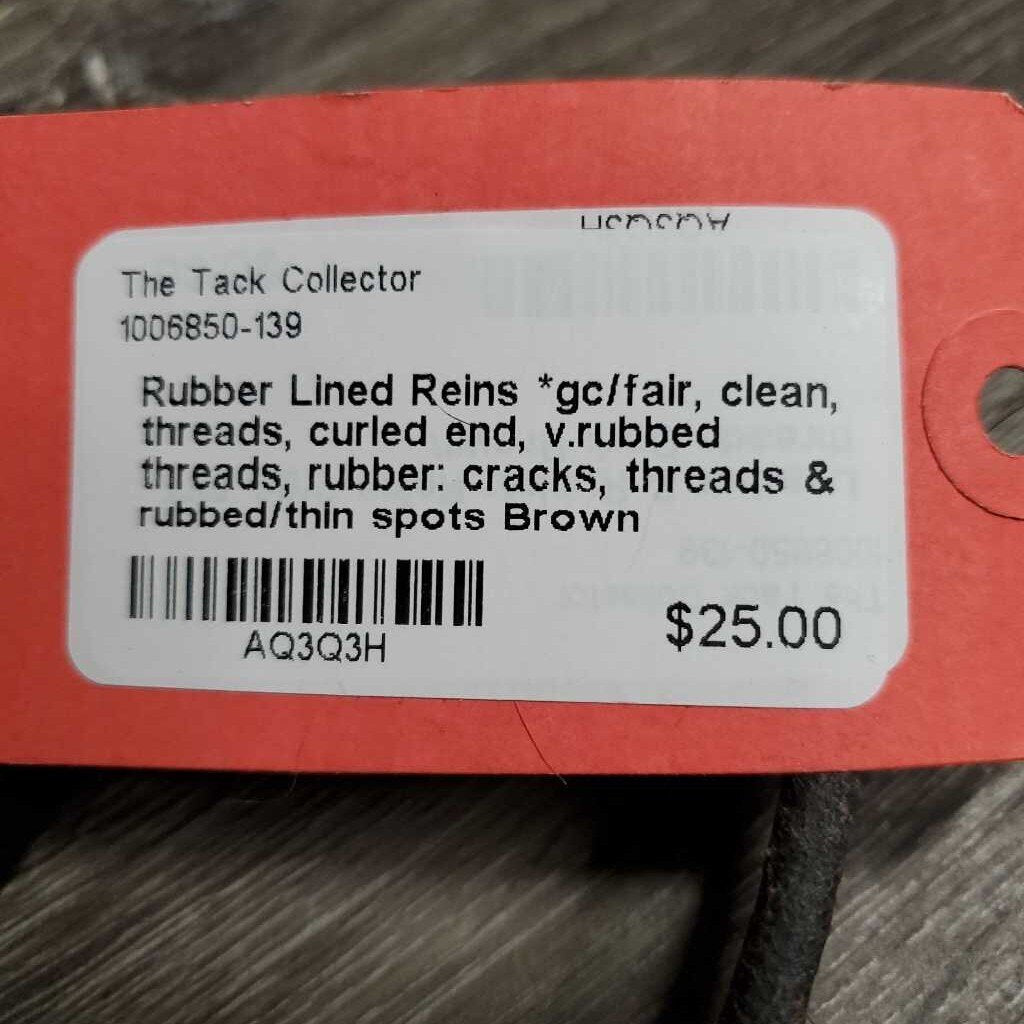 The Tack Collector
1006850-139
Rubber Lined Reins *gc/fair, clean,
threads, curled end, v.rubbed
threads, rubber: cracks, threads &
rubbed/thin spots Brown
AQ3Q3H
$25.00